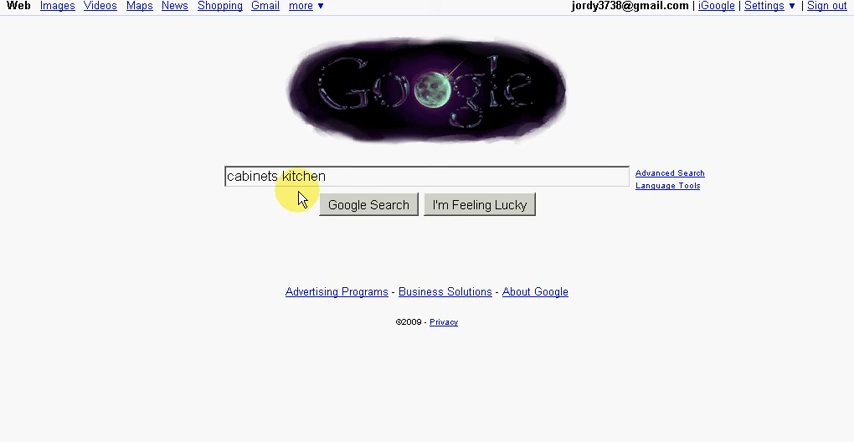 Web Images Videos Maps News Shopping Gmail more ▼ jordy3738@gmail.com | iGoogle | Settings ▼ | Sign out
Google
cabinets kitchen
Advanced Search
Language Tools
Google Search I'm Feeling Lucky
Advertising Programs - Business Solutions - About Google
©2009 - Privacy